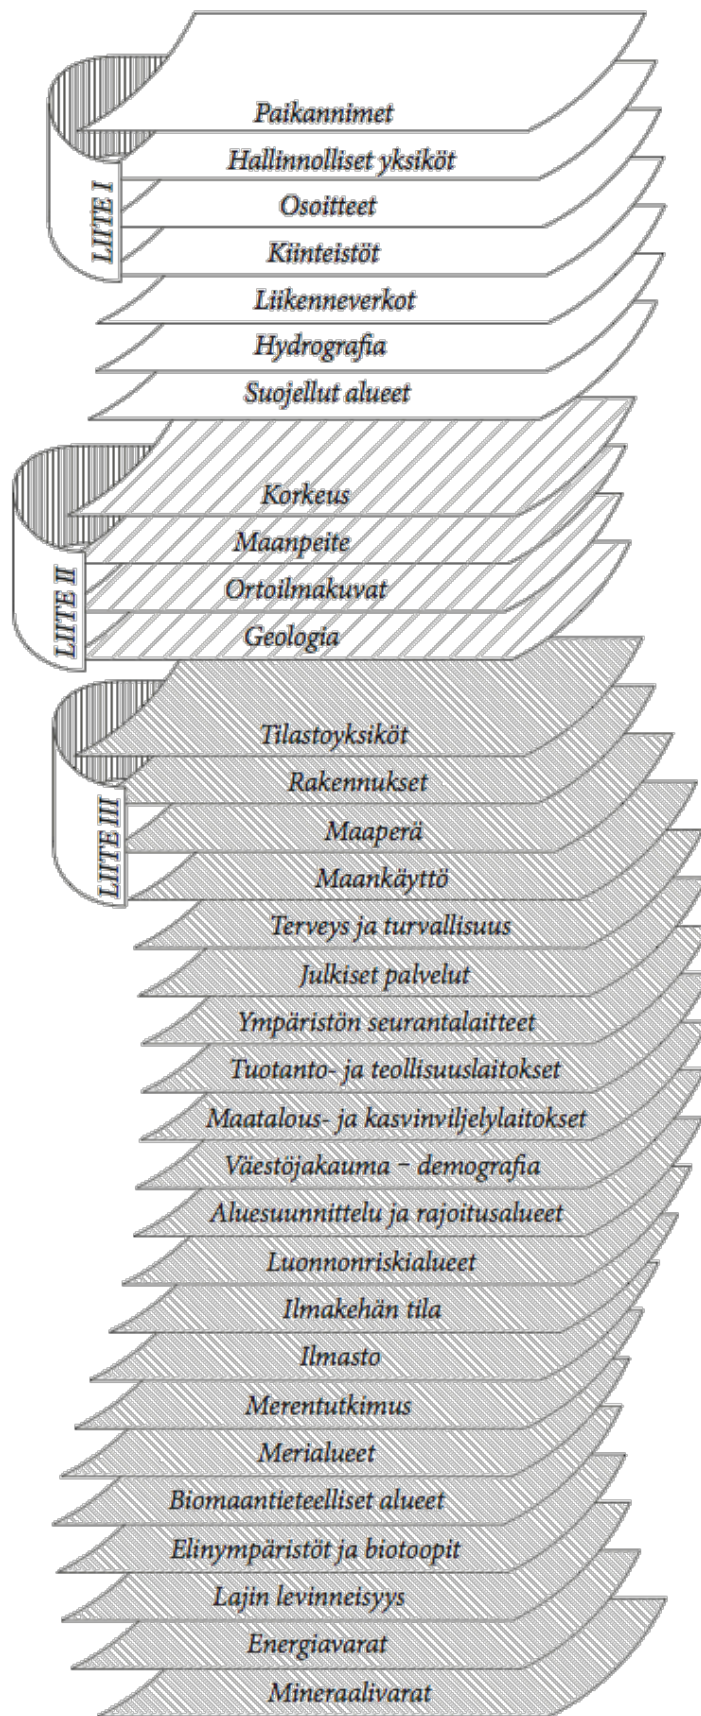 LIITE I
Paikannimet
Hallinnolliset yksiköt
Osoitteet
Kiinteistöt
Liikenneverkot
Hydrografia
Suojellut alueet
LIITE II
Korkeus
Maanpeite
Ortoilmakuvat
Geologia
LIITE III
Tilastoyksiköt
Rakennukset
Maaperä
Maankäyttö
Terveys ja turvallisuus
Julkiset palvelut
Ympäristön seurantalaitteet
Tuotanto- ja teollisuuslaitokset
Maatalous- ja kasvinviljelylaitokset
Väestöjakauma – demografia
Aluesuunnittelu ja rajoitusalueet
Luonnonriskialueet
Ilmakehän tila
Ilmasto
Merentutkimus
Merialueet
Biomaantieteelliset alueet
Elinympäristöt ja biotoopit
Lajin levinneisyys
Energiavarat
Mineraalivarat